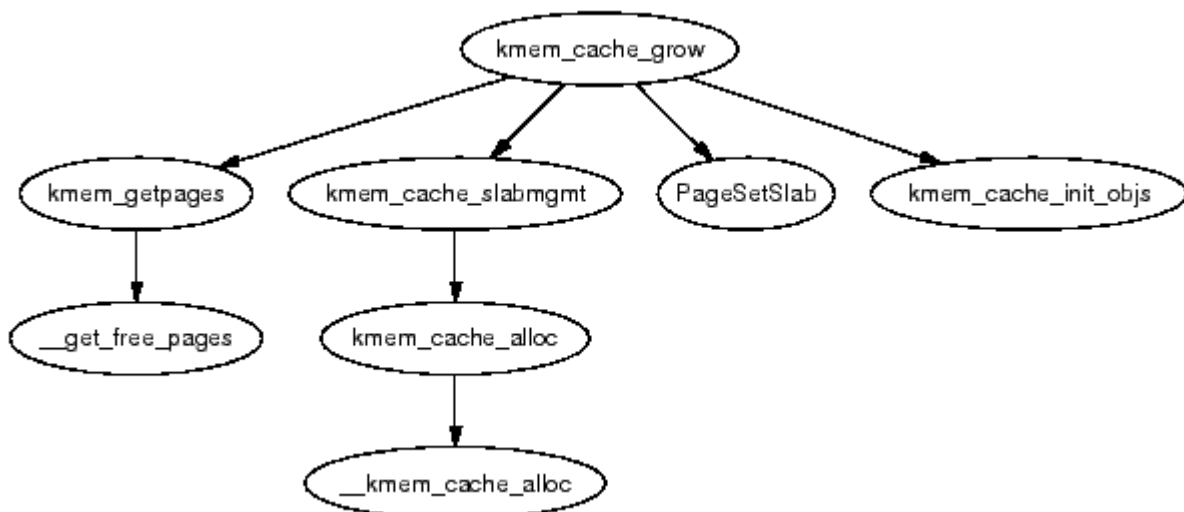 kmem_cache_grow
kmem_getpages
kmem_cache_slabmgmt
PageSetSlab
kmem_cache_init_objs
__get_free_pages
kmem_cache_alloc
__kmem_cache_alloc